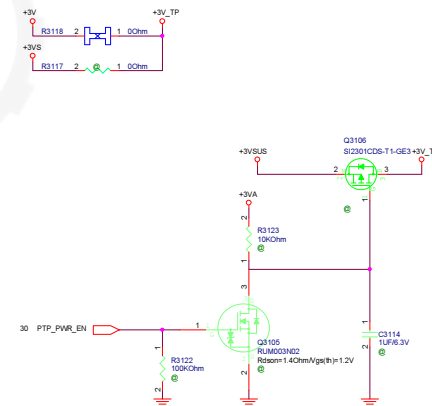 +3V +3V_TP
R3118 2 1 0Ohm
+3VS
R3117 2 @ 1 0Ohm
Q3106
+3VSUS SI2301CDS-T1-GE3 +3V_T
2 3
+3VA
@ 1
2
R3123
10KOhm
@
1
3
30 PTP_PWR_EN 1
1
C3114
1UF/6.3V
@
2
Q3105
RUM003N02
Rdson=1.4Ohm/Vgs(th)=1.2V
@
1
R3122
100KOhm
@
2
2